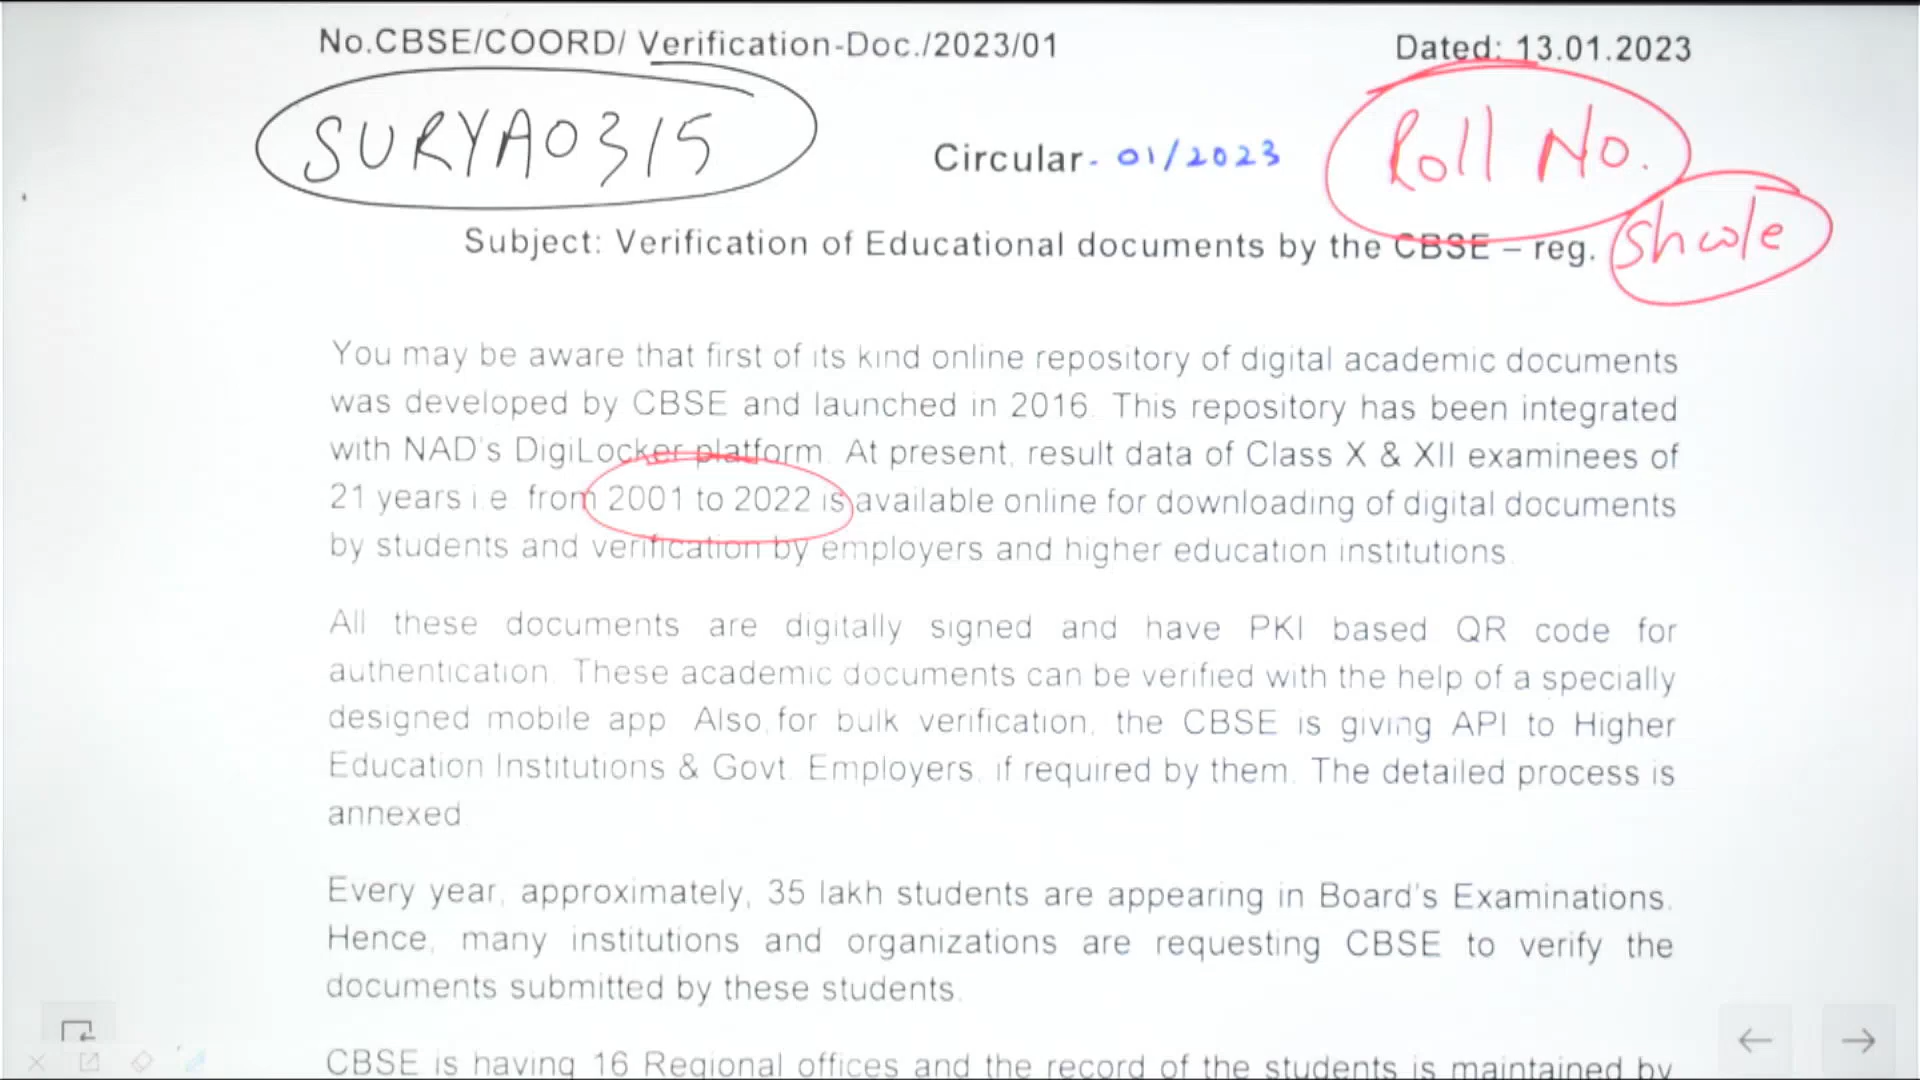 No.CBSE/COORD/ Verification-Doc./2023/01
Dated: 13.01.2023
SURYA0315
Circular- 01/2023
Roll No.
Subject: Verification of Educational documents by the CBSE – reg.
You may be aware that first of its kind online repository of digital academic documents
was developed by CBSE and launched in 2016. This repository has been integrated
with NAD's DigiLocker platform. At present, result data of Class X & XII examinees of
21 years i.e. from 2001 to 2022 is available online for downloading of digital documents
by students and verification by employers and higher education institutions.
All these documents are digitally signed and have PKI based QR code for
authentication. These academic documents can be verified with the help of a specially
designed mobile app. Also, for bulk verification, the CBSE is giving API to Higher
Education Institutions & Govt. Employers, if required by them. The detailed process is
annexed.
Every year, approximately, 35 lakh students are appearing in Board's Examinations.
Hence, many institutions and organizations are requesting CBSE to verify the
documents submitted by these students.
CBSE is having 16 Regional offices and the record of the students is maintained by